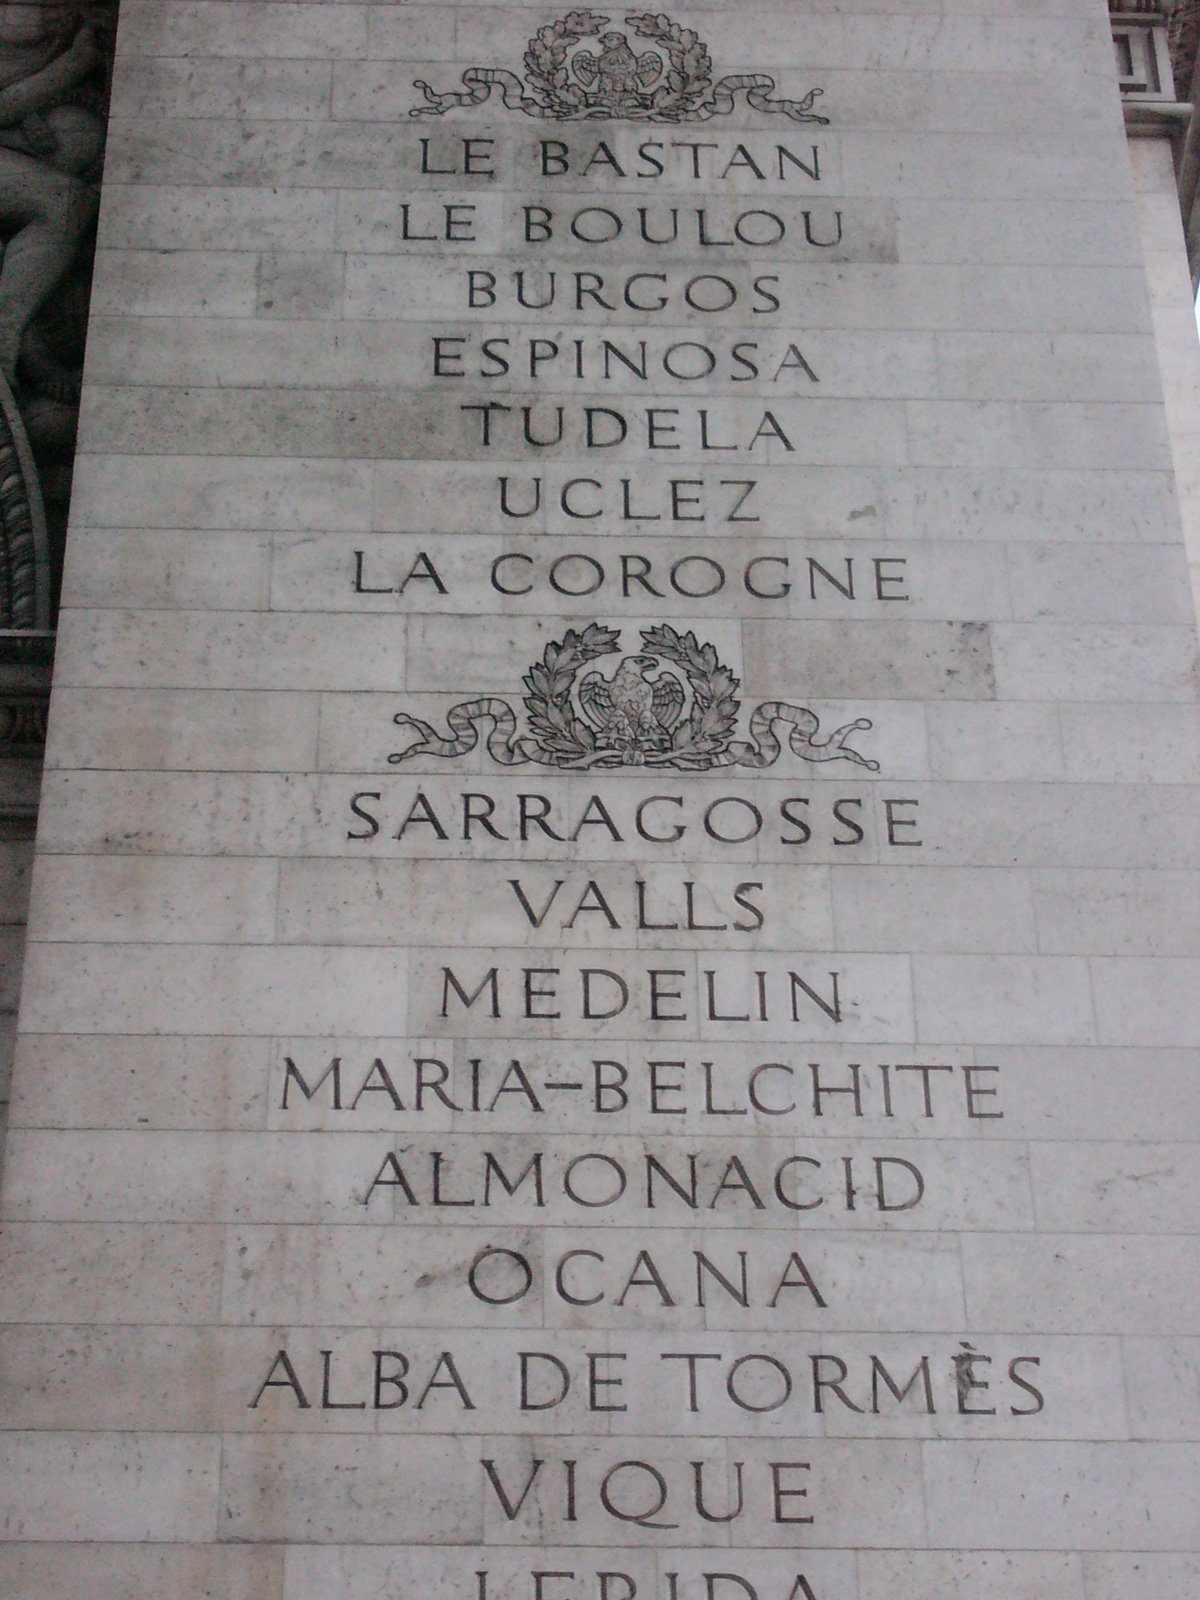 LE BASTAN
LE BOULOU
BURGOS
ESPINOSA
TUDELA
UCLEZ
LA COROGNE
SARRAGOSSE
VALLS
MEDELIN
MARIA-BELCHITE
ALMONACID
OCANA
ALBA DE TORMÈS
VIQUE
LERIDA